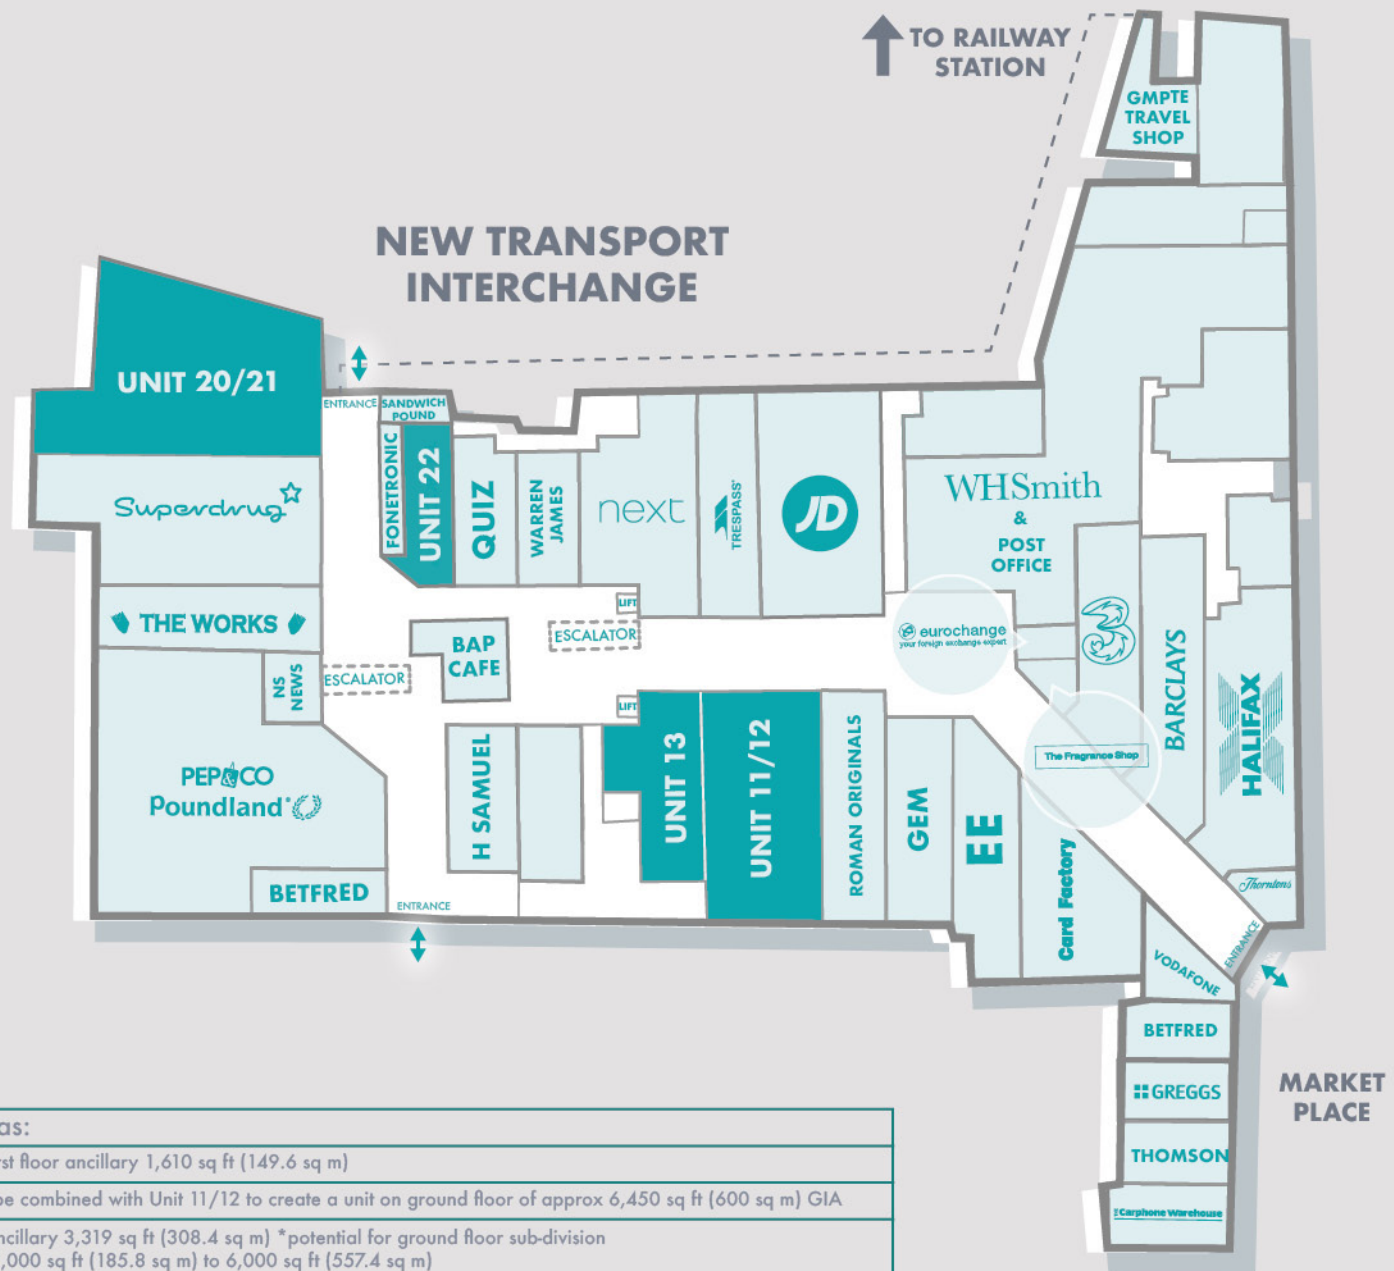 TO RAILWAY
STATION
GMPTE
TRAVEL
SHOP
NEW TRANSPORT
INTERCHANGE
UNIT 20/21
ENTRANCE
SANDWICH
POUND
FONETRONIC
UNIT 22
QUIZ
WARREN
JAMES
next
TRESPASS
JD
WHSmith
&
POST
OFFICE
Superdrug
THE WORKS
NS
NEWS
ESCALATOR
BAP
CAFE
ESCALATOR
LIFT
LIFT
eurochange
your foreign exchange expert
3
BARCLAYS
HALIFAX
The Fragrance Shop
PEP&CO
Poundland
BETFRED
H SAMUEL
UNIT 13
UNIT 11/12
ROMAN ORIGINALS
GEM
EE
Card Factory
Thorntons
ENTRANCE
ENTRANCE
VODAFONE
BETFRED
GREGGS
THOMSON
Carphone Warehouse
MARKET
PLACE
as:
rst floor ancillary 1,610 sq ft (149.6 sq m)
be combined with Unit 11/12 to create a unit on ground floor of approx 6,450 sq ft (600 sq m) GIA
ncillary 3,319 sq ft (308.4 sq m) *potential for ground floor sub-division
,000 sq ft (185.8 sq m) to 6,000 sq ft (557.4 sq m)